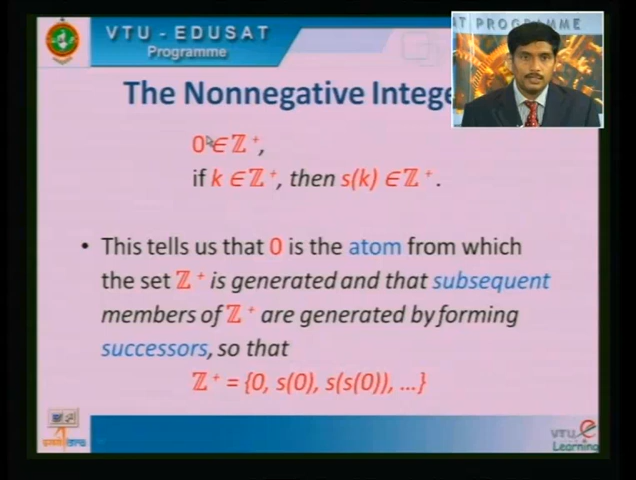 VTU - EDUSAT
Programme
AT PROGRAMME
The Nonnegative Intege
0 ∈ ℤ⁺,
if k ∈ ℤ⁺, then s(k) ∈ ℤ⁺.
• This tells us that 0 is the atom from which
the set ℤ⁺ is generated and that subsequent
members of ℤ⁺ are generated by forming
successors, so that
ℤ⁺ = {0, s(0), s(s(0)), ...}
VTU e
Learning